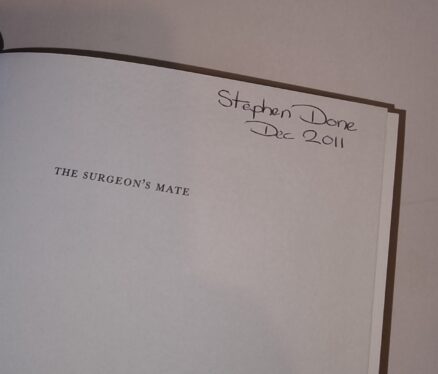 Stephen Done
Dec 2011
THE SURGEON'S MATE